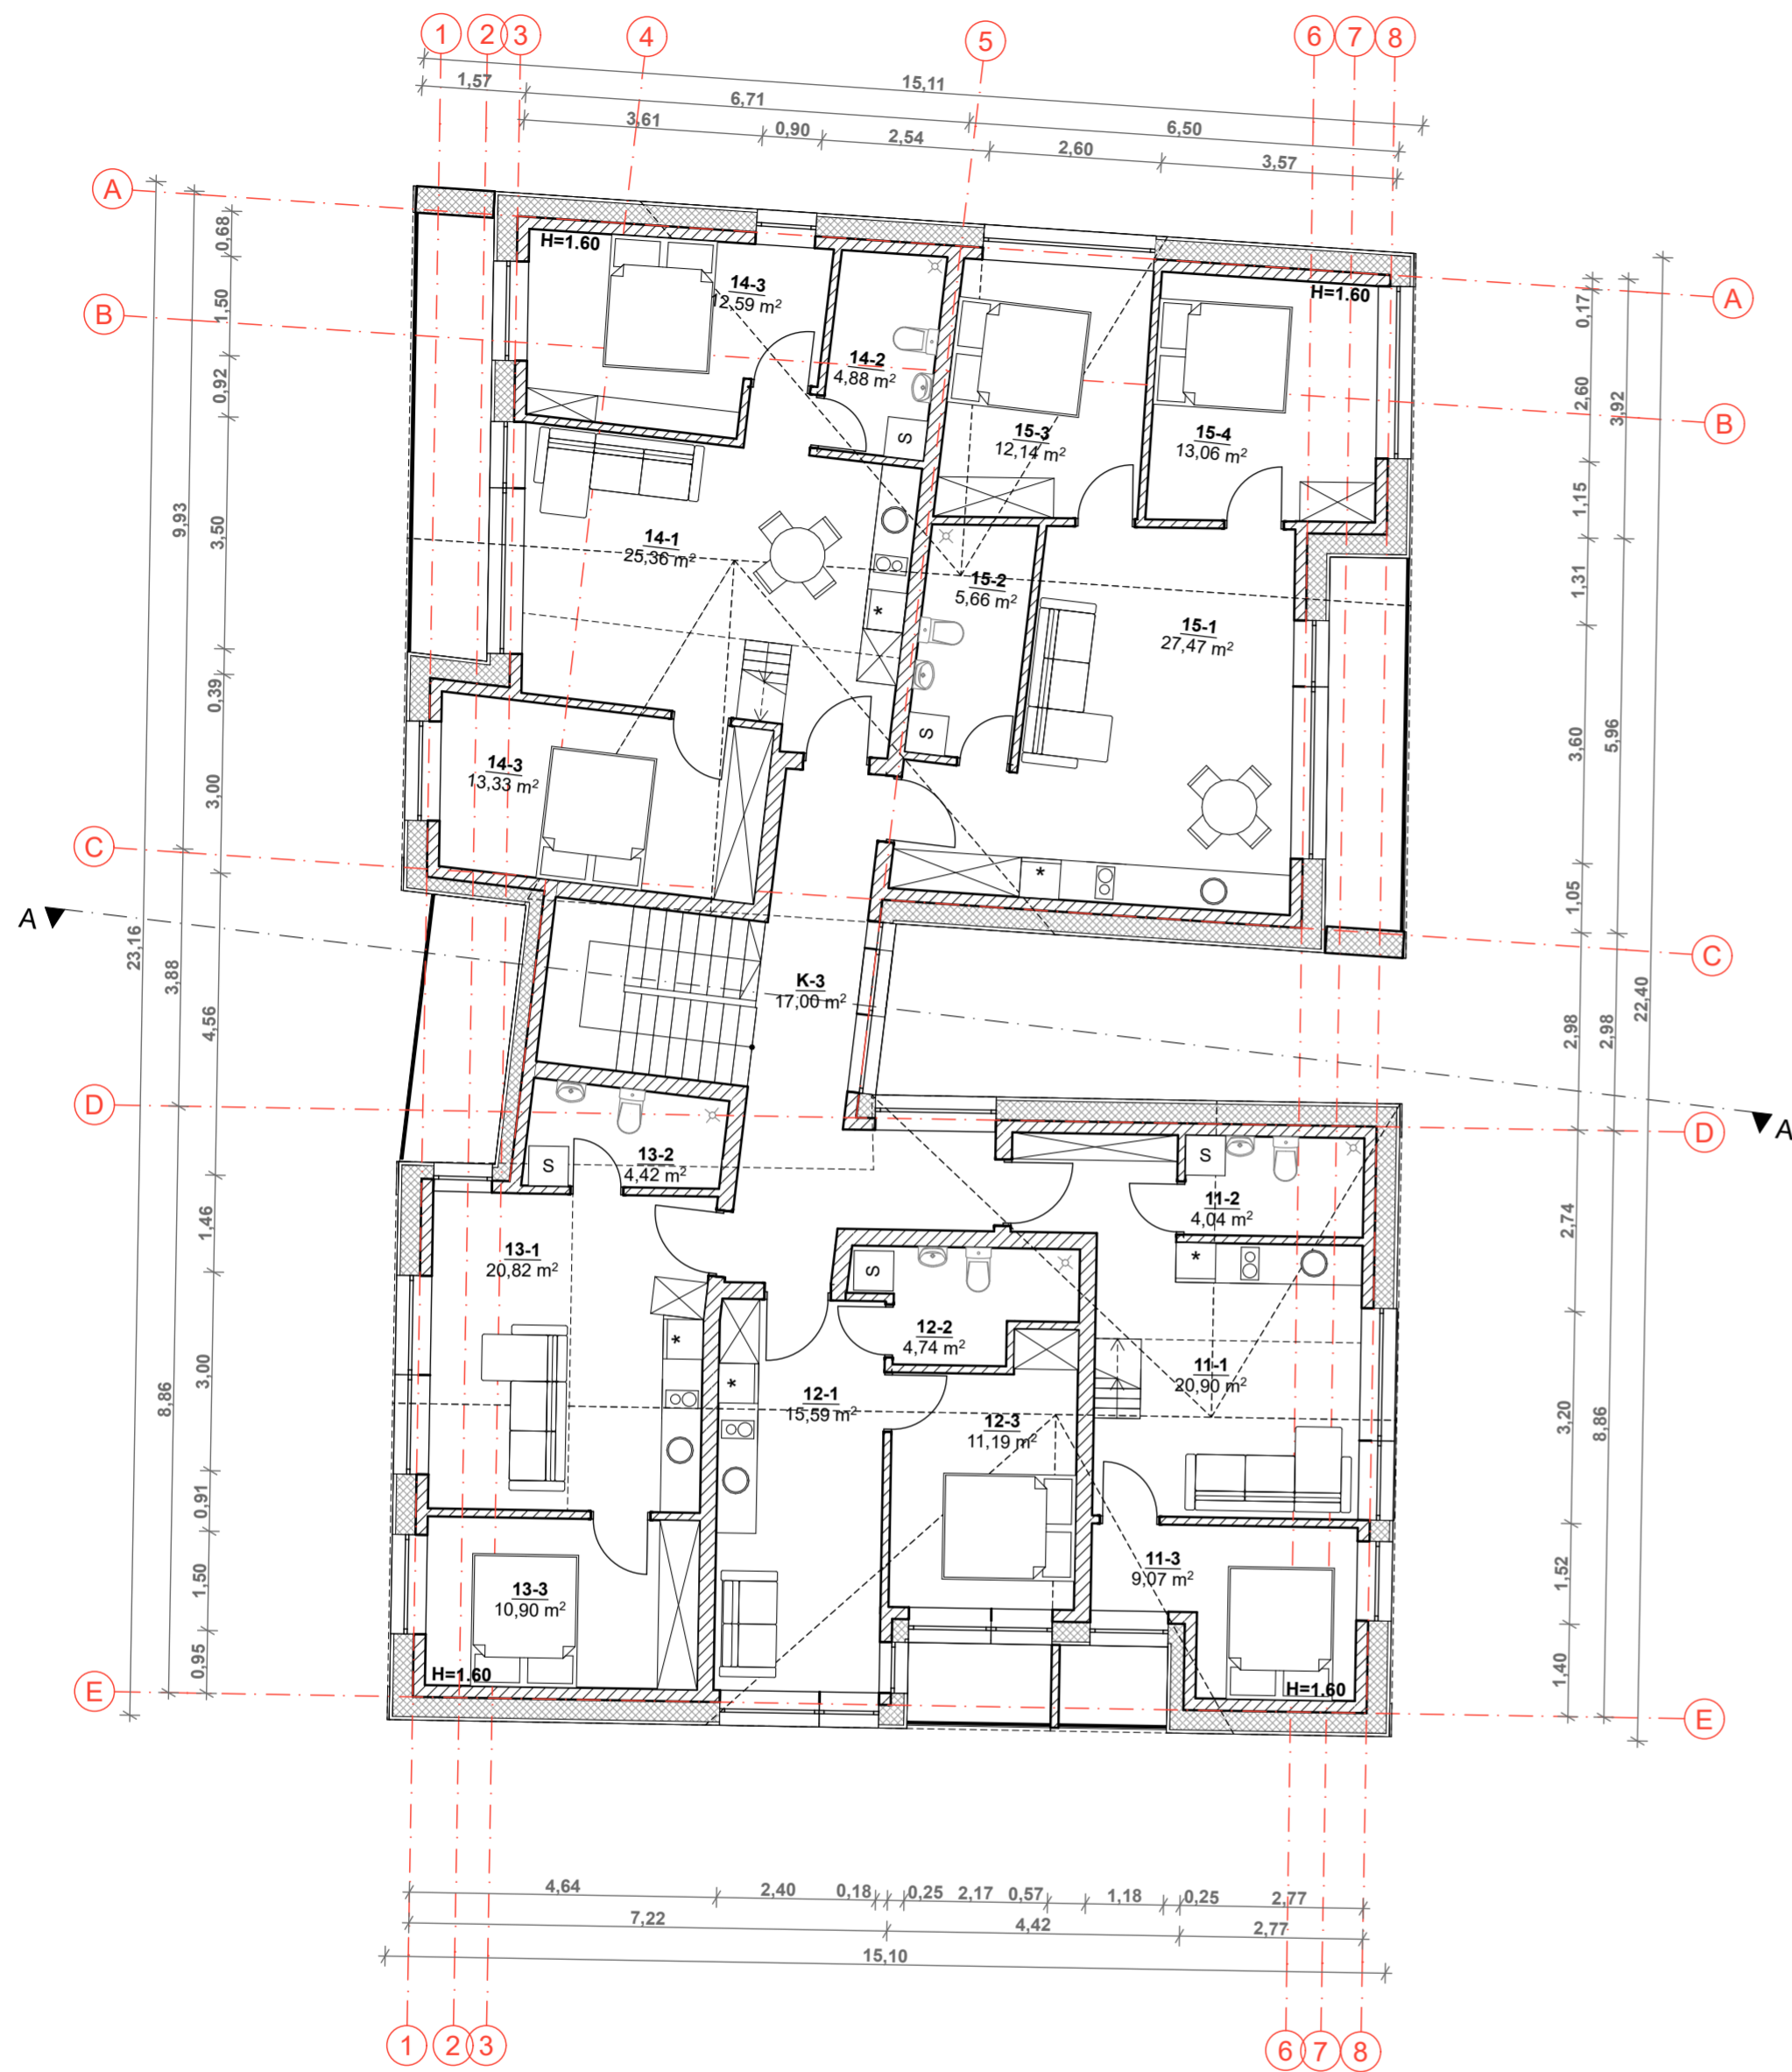 1 2 3 4 5 6 7 8
15,11
1,57 6,71 6,50
3,61 0,90 2,54 2,60 3,57
A
A
B
B
C
C
D
D
E
E
A
A
23,16
9,93
3,88
8,86
0,68
1,50
0,92
3,50
0,39
3,00
4,56
1,46
3,00
0,91
1,50
0,95
H=1.60
14-3
12,59 m²
14-2
4,88 m²
S
14-1
25,36 m²
*
14-3
13,33 m²
15-3
12,14 m²
H=1.60
15-4
13,06 m²
15-2
5,66 m²
S
15-1
27,47 m²
*
K-3
17,00 m²
13-2
4,42 m²
S
13-1
20,82 m²
*
13-3
10,90 m²
H=1.60
S
12-2
4,74 m²
12-1
15,59 m²
*
12-3
11,19 m²
S
11-2
4,04 m²
*
11-1
20,90 m²
11-3
9,07 m²
H=1.60
0,17
2,60
1,15
1,31
3,60
1,05
2,98
2,74
3,20
1,52
1,40
3,92
5,96
2,98
8,86
22,40
4,64 2,40 0,18 0,25 2,17 0,57 1,18 0,25 2,77
7,22 4,42 2,77
15,10
1 2 3 6 7 8